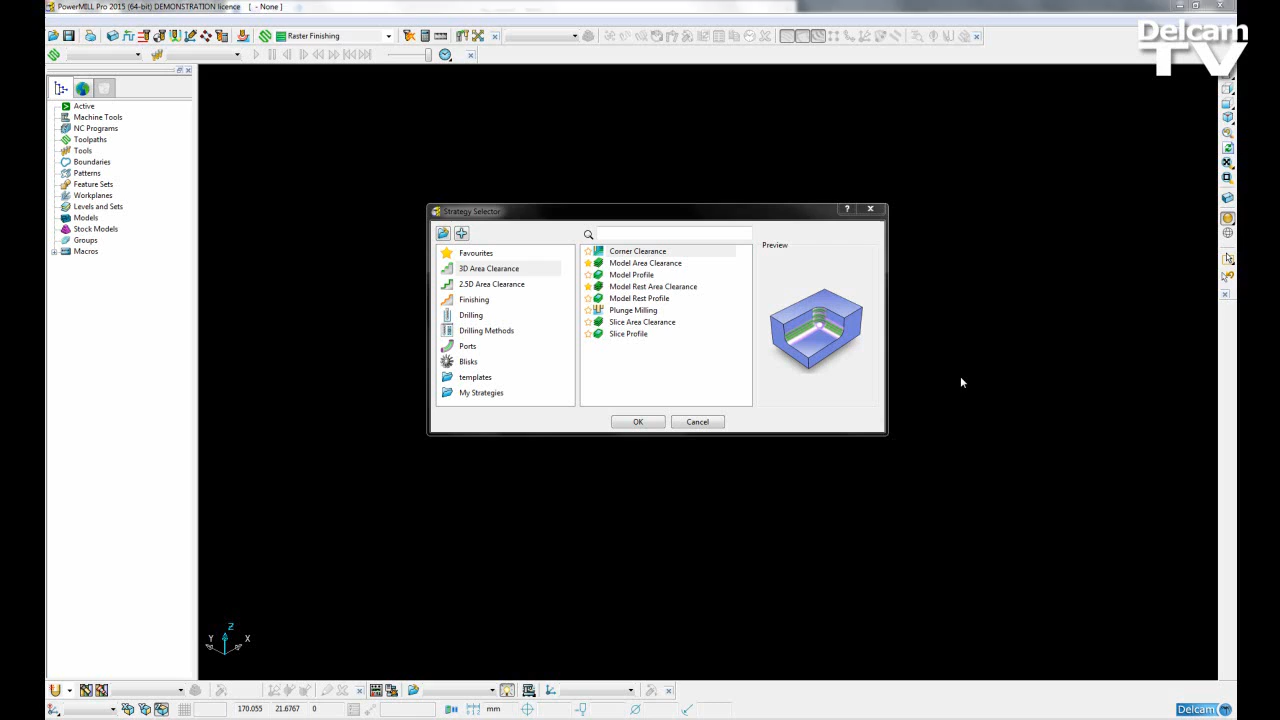 PowerMILL Pro 2015 (64-bit) DEMONSTRATION licence [ - None ]
Delcam
TV
Raster Finishing
Active
Machine Tools
NC Programs
Toolpaths
Tools
Boundaries
Patterns
Feature Sets
Workplanes
Levels and Sets
Models
Stock Models
Groups
Macros
Strategy Selector
Favourites
3D Area Clearance
2.5D Area Clearance
Finishing
Drilling
Drilling Methods
Ports
Blisks
templates
My Strategies
Corner Clearance
Model Area Clearance
Model Profile
Model Rest Area Clearance
Model Rest Profile
Plunge Milling
Slice Area Clearance
Slice Profile
Preview
OK
Cancel
Z
Y
X
170.055 21.6767 0
mm
Delcam